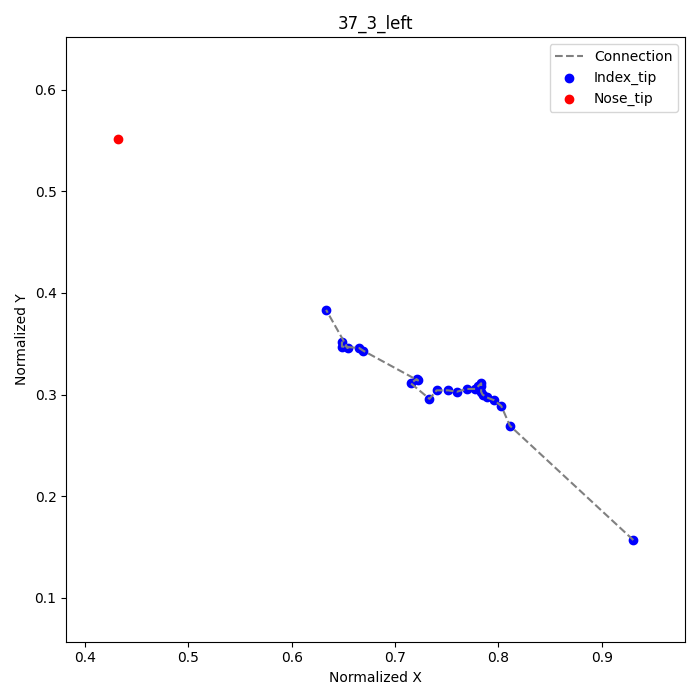 37_3_left
Connection
Index_tip
Nose_tip
0.6
0.5
0.4
0.3
0.2
0.1
Normalized Y
0.4 0.5 0.6 0.7 0.8 0.9
Normalized X